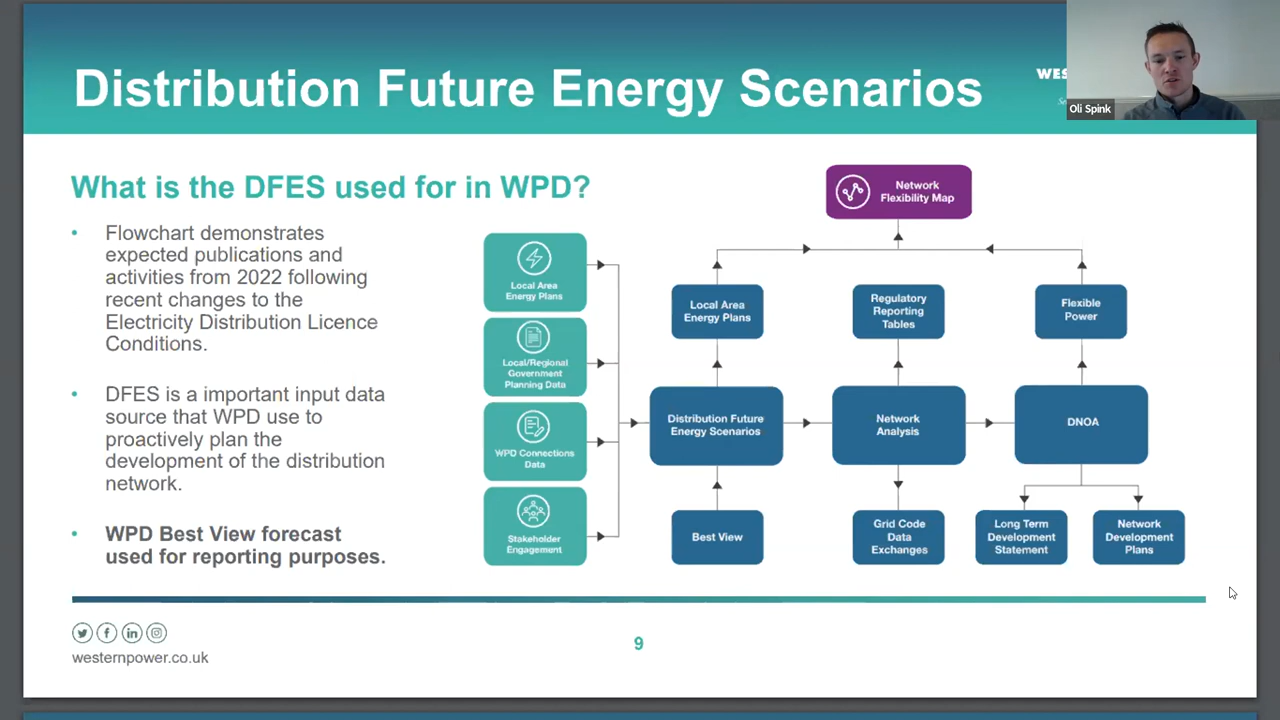 Distribution Future Energy Scenarios
WES
Oli Spink
What is the DFES used for in WPD?
• Flowchart demonstrates
expected publications and
activities from 2022 following
recent changes to the
Electricity Distribution Licence
Conditions.
• DFES is a important input data
source that WPD use to
proactively plan the
development of the distribution
network.
• WPD Best View forecast
used for reporting purposes.
Local Area
Energy Plans
Local/Regional
Government
Planning Data
WPD Connections
Data
Stakeholder
Engagement
Network
Flexibility Map
Local Area
Energy Plans
Regulatory
Reporting
Tables
Flexible
Power
Distribution Future
Energy Scenarios
Network
Analysis
DNOA
Best View
Grid Code
Data
Exchanges
Long Term
Development
Statement
Network
Development
Plans
westernpower.co.uk
9